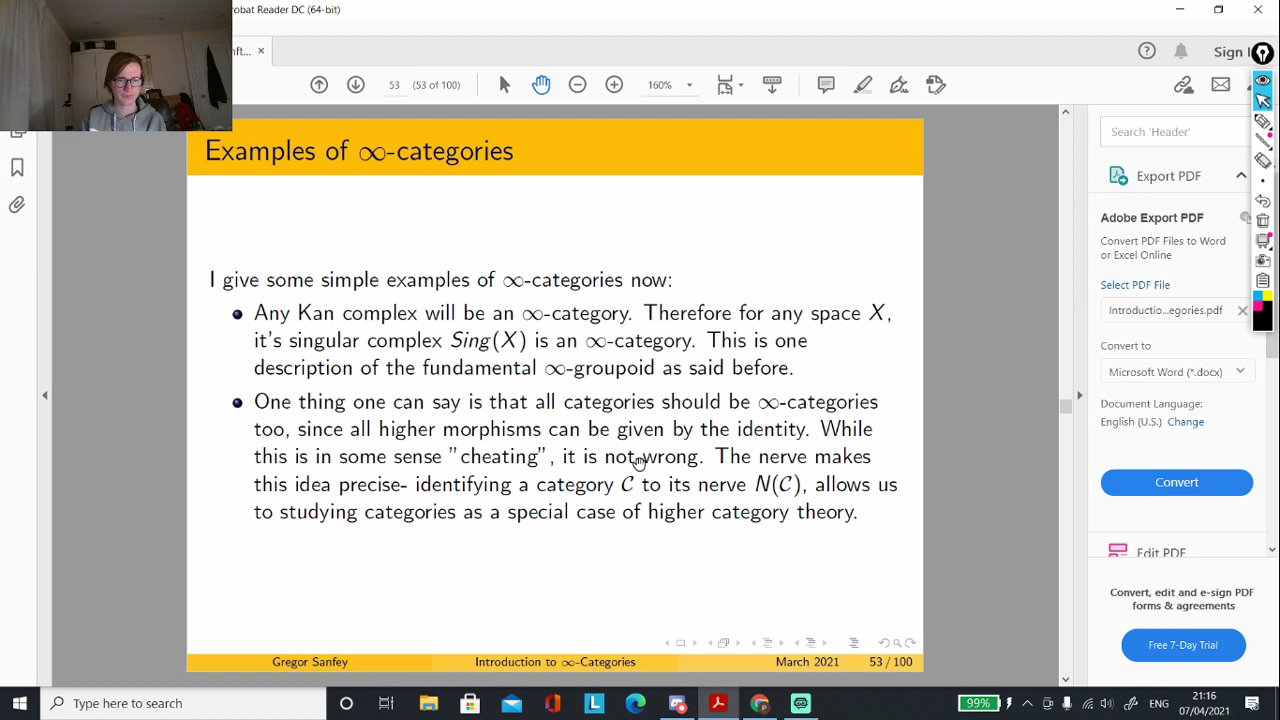 crobat Reader DC (64-bit)
nft...
53 (53 of 100)
160%
Sign I
Search 'Header'
Export PDF
Adobe Export PDF
Convert PDF Files to Word
or Excel Online
Select PDF File
Introductio...egories.pdf
Convert to
Microsoft Word (*.docx)
Document Language:
English (U.S.) Change
Convert
Edit PDF
Convert, edit and e-sign PDF
forms & agreements
Free 7-Day Trial
Examples of ∞-categories
I give some simple examples of ∞-categories now:
Any Kan complex will be an ∞-category. Therefore for any space X,
it's singular complex Sing(X) is an ∞-category. This is one
description of the fundamental ∞-groupoid as said before.
One thing one can say is that all categories should be ∞-categories
too, since all higher morphisms can be given by the identity. While
this is in some sense "cheating", it is not wrong. The nerve makes
this idea precise- identifying a category C to its nerve N(C), allows us
to studying categories as a special case of higher category theory.
Gregor Sanfey Introduction to ∞-Categories March 2021 53 / 100
Type here to search
99%
ENG
21:16
07/04/2021